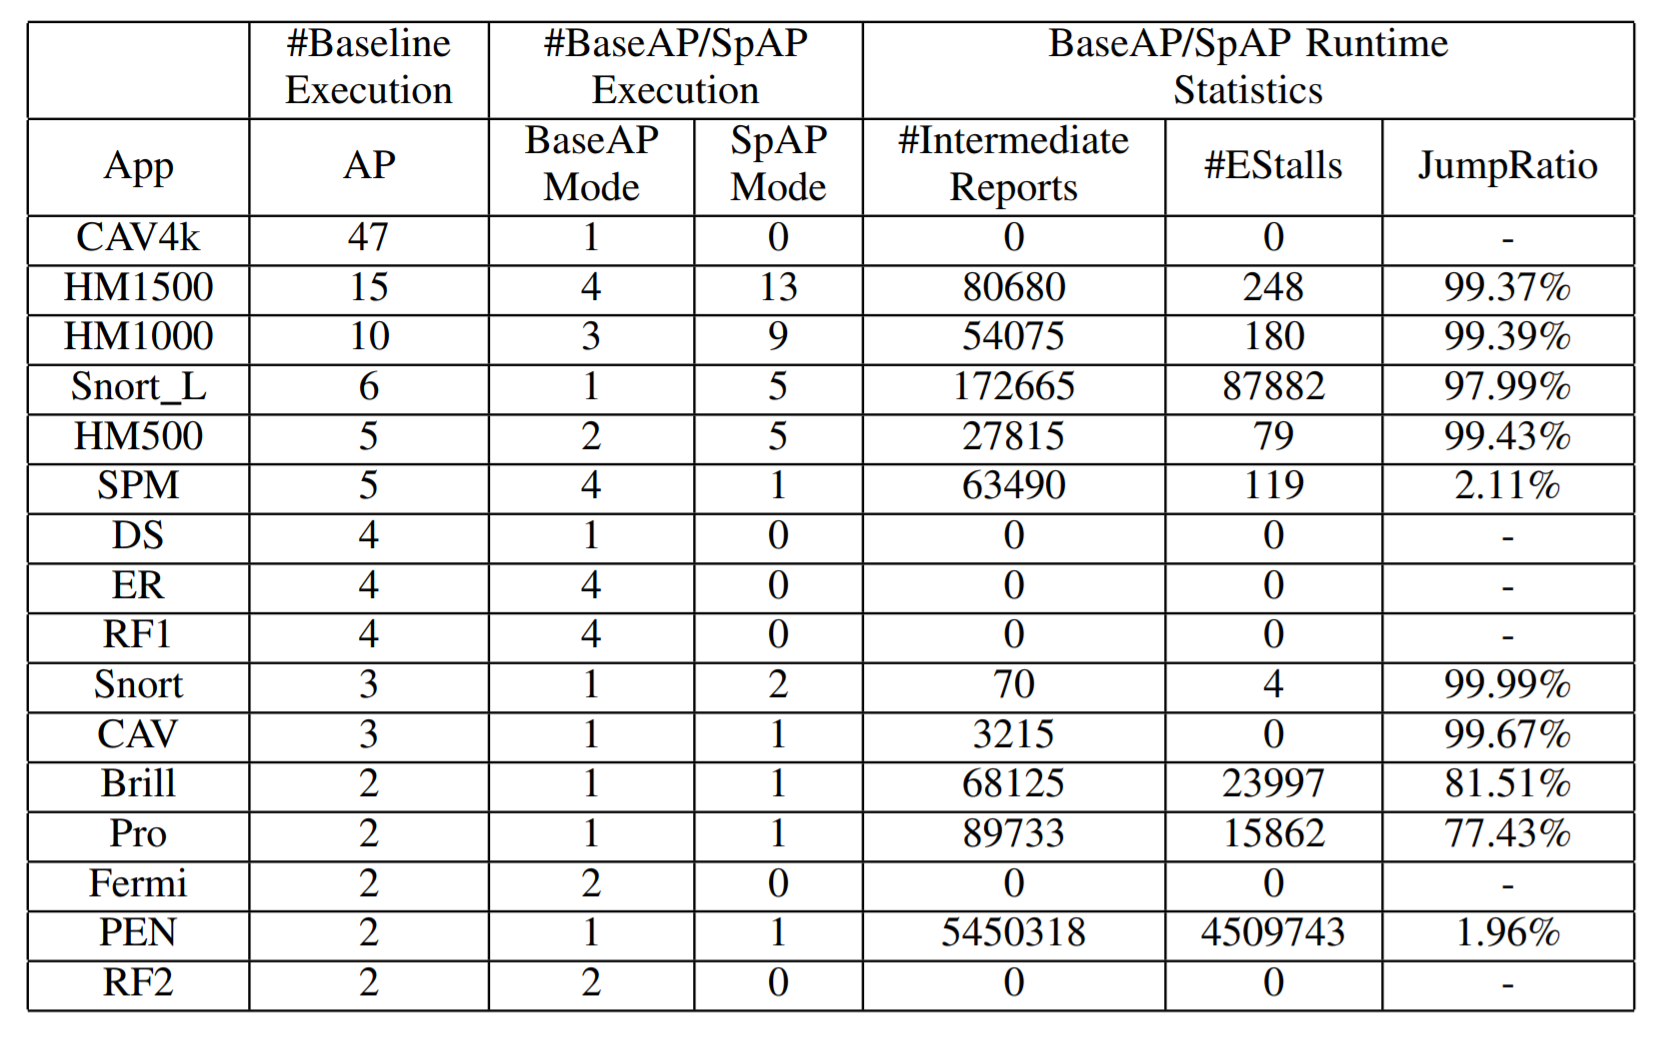 #Baseline Execution #BaseAP/SpAP Execution BaseAP/SpAP Runtime Statistics
App AP BaseAP Mode SpAP Mode #Intermediate Reports #EStalls JumpRatio
CAV4k 47 1 0 0 0 -
HM1500 15 4 13 80680 248 99.37%
HM1000 10 3 9 54075 180 99.39%
Snort_L 6 1 5 172665 87882 97.99%
HM500 5 2 5 27815 79 99.43%
SPM 5 4 1 63490 119 2.11%
DS 4 1 0 0 0 -
ER 4 4 0 0 0 -
RF1 4 4 0 0 0 -
Snort 3 1 2 70 4 99.99%
CAV 3 1 1 3215 0 99.67%
Brill 2 1 1 68125 23997 81.51%
Pro 2 1 1 89733 15862 77.43%
Fermi 2 2 0 0 0 -
PEN 2 1 1 5450318 4509743 1.96%
RF2 2 2 0 0 0 -